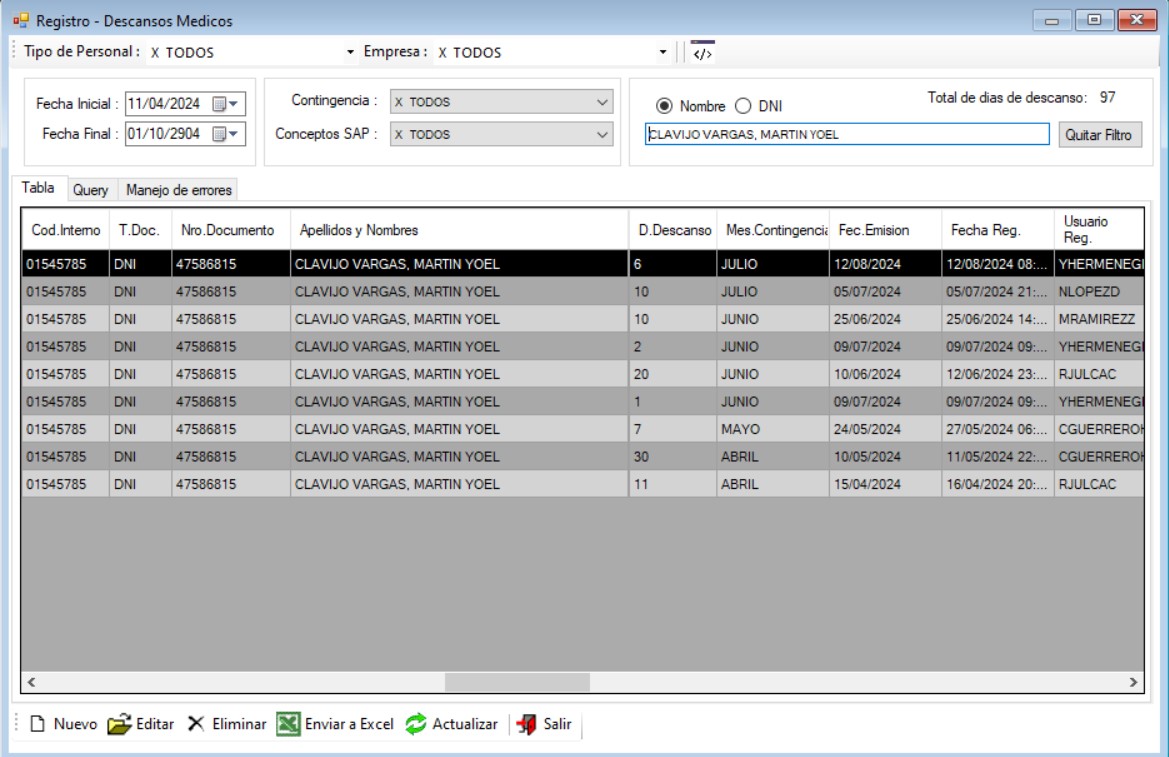 Registro - Descansos Medicos
Tipo de Personal : X TODOS Empresa : X TODOS </>
Fecha Inicial : 11/04/2024 Contingencia : X TODOS Nombre DNI Total de dias de descanso: 97
Fecha Final : 01/10/2904 Conceptos SAP : X TODOS CLAVIJO VARGAS, MARTIN YOEL Quitar Filtro
Tabla Query Manejo de errores
Cod.Interno T.Doc. Nro.Documento Apellidos y Nombres D.Descanso Mes.Contingencia Fec.Emision Fecha Reg. Usuario Reg.
01545785 DNI 47586815 CLAVIJO VARGAS, MARTIN YOEL 6 JULIO 12/08/2024 12/08/2024 08:... YHERMENEGI
01545785 DNI 47586815 CLAVIJO VARGAS, MARTIN YOEL 10 JULIO 05/07/2024 05/07/2024 21:... NLOPEZD
01545785 DNI 47586815 CLAVIJO VARGAS, MARTIN YOEL 10 JUNIO 25/06/2024 25/06/2024 14:... MRAMIREZZ
01545785 DNI 47586815 CLAVIJO VARGAS, MARTIN YOEL 2 JUNIO 09/07/2024 09/07/2024 09:... YHERMENEGI
01545785 DNI 47586815 CLAVIJO VARGAS, MARTIN YOEL 20 JUNIO 10/06/2024 12/06/2024 23:... RJULCAC
01545785 DNI 47586815 CLAVIJO VARGAS, MARTIN YOEL 1 JUNIO 09/07/2024 09/07/2024 09:... YHERMENEGI
01545785 DNI 47586815 CLAVIJO VARGAS, MARTIN YOEL 7 MAYO 24/05/2024 27/05/2024 06:... CGUERREROH
01545785 DNI 47586815 CLAVIJO VARGAS, MARTIN YOEL 30 ABRIL 10/05/2024 11/05/2024 22:... CGUERREROH
01545785 DNI 47586815 CLAVIJO VARGAS, MARTIN YOEL 11 ABRIL 15/04/2024 16/04/2024 20:... RJULCAC
Nuevo Editar Eliminar Enviar a Excel Actualizar Salir